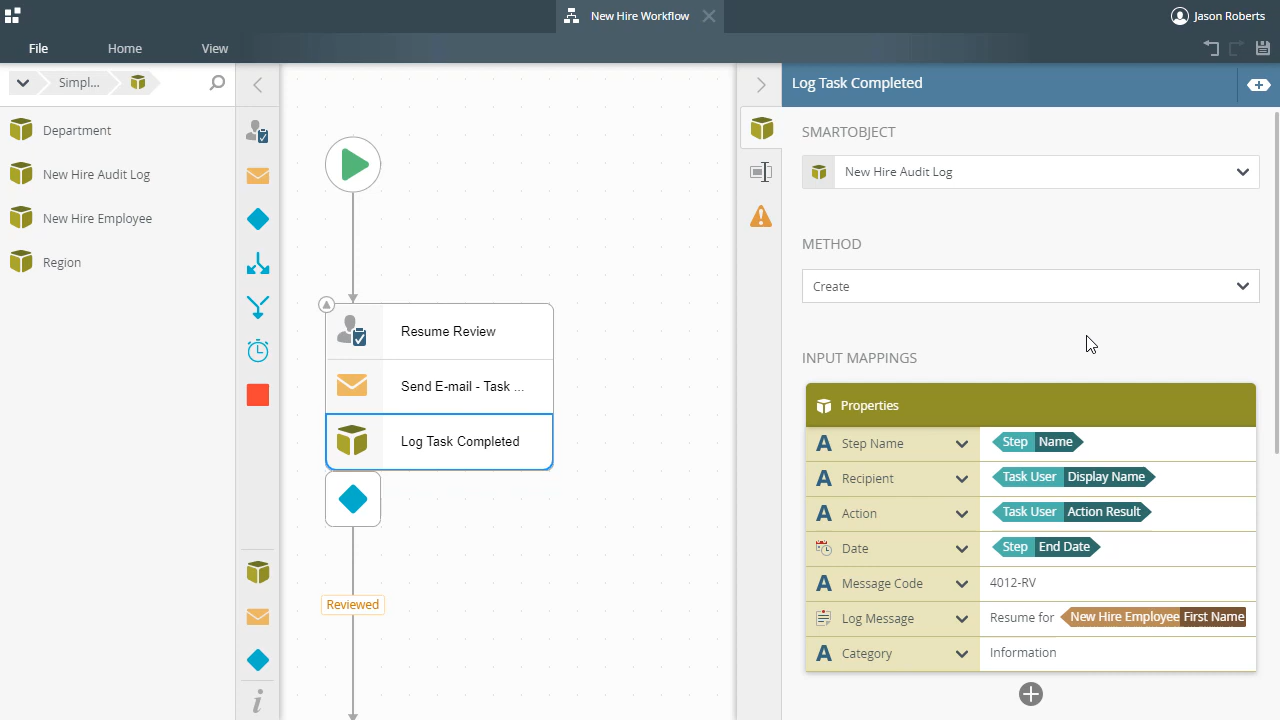 New Hire Workflow
Jason Roberts
File
Home
View
Simpl...
Department
New Hire Audit Log
New Hire Employee
Region
Resume Review
Send E-mail - Task ...
Log Task Completed
Reviewed
Log Task Completed
SMARTOBJECT
New Hire Audit Log
METHOD
Create
INPUT MAPPINGS
Properties
Step Name Step Name
Recipient Task User Display Name
Action Task User Action Result
Date Step End Date
Message Code 4012-RV
Log Message Resume for New Hire Employee First Name
Category Information